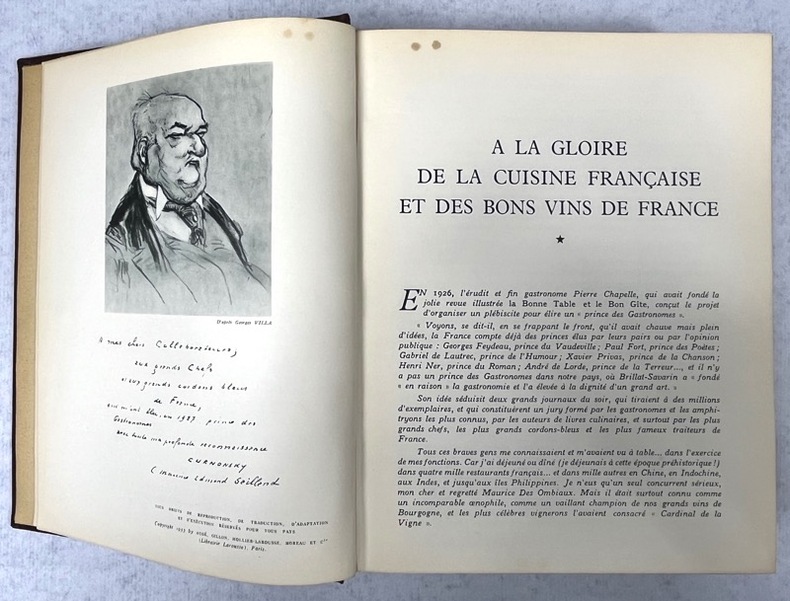 D'après Georges VILLA
A mes chers Collaborateurs,
aux grands Chefs
aux grands cordons bleus
de France,
qui m'ont élu en 1927 prince des
Gastronomes
avec toute ma profonde reconnaissance
CURNONSKY
(Maurice Edmond Sailland
TOUS DROITS DE REPRODUCTION, DE TRADUCTION, D'ADAPTATION
ET D'EXÉCUTION RÉSERVÉS POUR TOUS PAYS
Copyright 1953 by AUGÉ, GILLON, HOLLIER-LAROUSSE, MOREAU ET Cie
(Librairie Larousse), Paris.
A LA GLOIRE
DE LA CUISINE FRANÇAISE
ET DES BONS VINS DE FRANCE
★
EN 1926, l'érudit et fin gastronome Pierre Chapelle, qui avait fondé la
jolie revue illustrée la Bonne Table et le Bon Gîte, conçut le projet
d'organiser un plébiscite pour élire un « prince des Gastronomes ».
« Voyons, se dit-il, en se frappant le front, qu'il avait chauve mais plein
d'idées, la France compte déjà des princes élus par leurs pairs ou par l'opinion
publique : Georges Feydeau, prince du Vaudeville; Paul Fort, prince des Poètes;
Gabriel de Lautrec, prince de l'Humour; Xavier Privas, prince de la Chanson;
Henri Ner, prince du Roman; André de Lorde, prince de la Terreur..., et il n'y
a pas un prince des Gastronomes dans notre pays, où Brillat-Savarin a « fondé
« en raison » la gastronomie et l'a élevée à la dignité d'un grand art. »
Son idée séduisit deux grands journaux du soir, qui tiraient à des millions
d'exemplaires, et qui constituèrent un jury formé par les gastronomes et les amphi-
tryons les plus connus, par les auteurs de livres culinaires, et surtout par les plus
grands chefs, les plus grands cordons-bleus et les plus fameux traiteurs de
France.
Tous ces braves gens me connaissaient et m'avaient vu à table... dans l'exercice
de mes fonctions. Car j'ai déjeuné ou dîné (je déjeunais à cette époque préhistorique!)
dans quatre mille restaurants français... et dans mille autres en Chine, en Indochine,
aux Indes, et jusqu'aux îles Philippines. Je n'eus qu'un seul concurrent sérieux,
mon cher et regretté Maurice Des Ombiaux. Mais il était surtout connu comme
un incomparable œnophile, comme un vaillant champion de nos grands vins de
Bourgogne, et les plus célèbres vignerons l'avaient consacré « Cardinal de la
Vigne ».